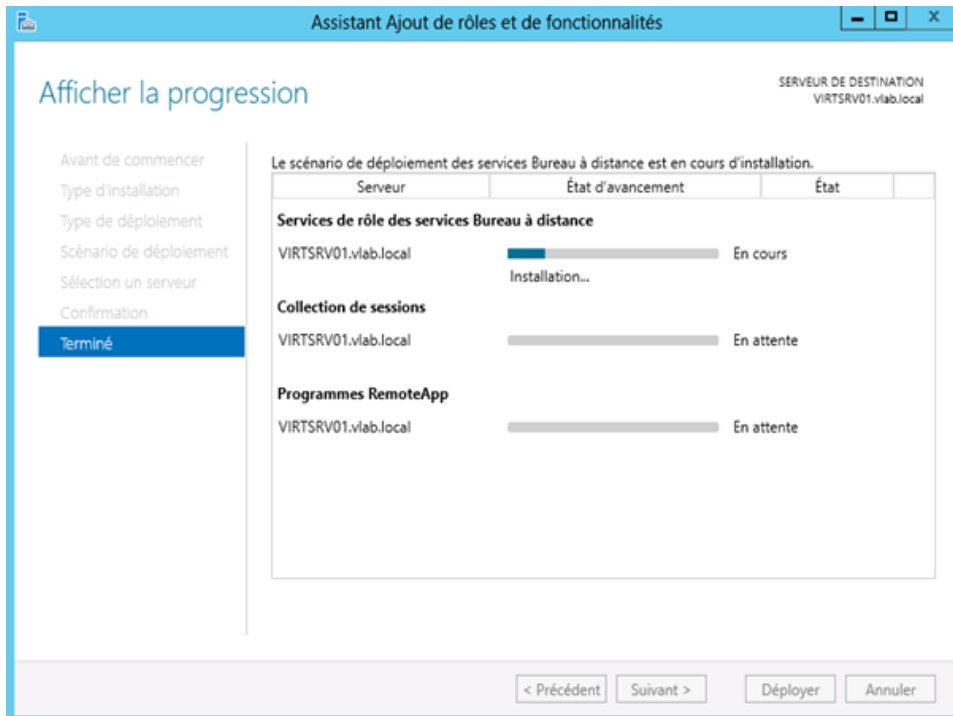 Assistant Ajout de rôles et de fonctionnalités
Afficher la progression
SERVEUR DE DESTINATION
VIRTSRV01.vlab.local
Avant de commencer
Type d'installation
Type de déploiement
Scénario de déploiement
Sélection un serveur
Confirmation
Terminé
Le scénario de déploiement des services Bureau à distance est en cours d'installation.
Serveur État d'avancement État
Services de rôle des services Bureau à distance
VIRTSRV01.vlab.local En cours
Installation...
Collection de sessions
VIRTSRV01.vlab.local En attente
Programmes RemoteApp
VIRTSRV01.vlab.local En attente
< Précédent Suivant > Déployer Annuler